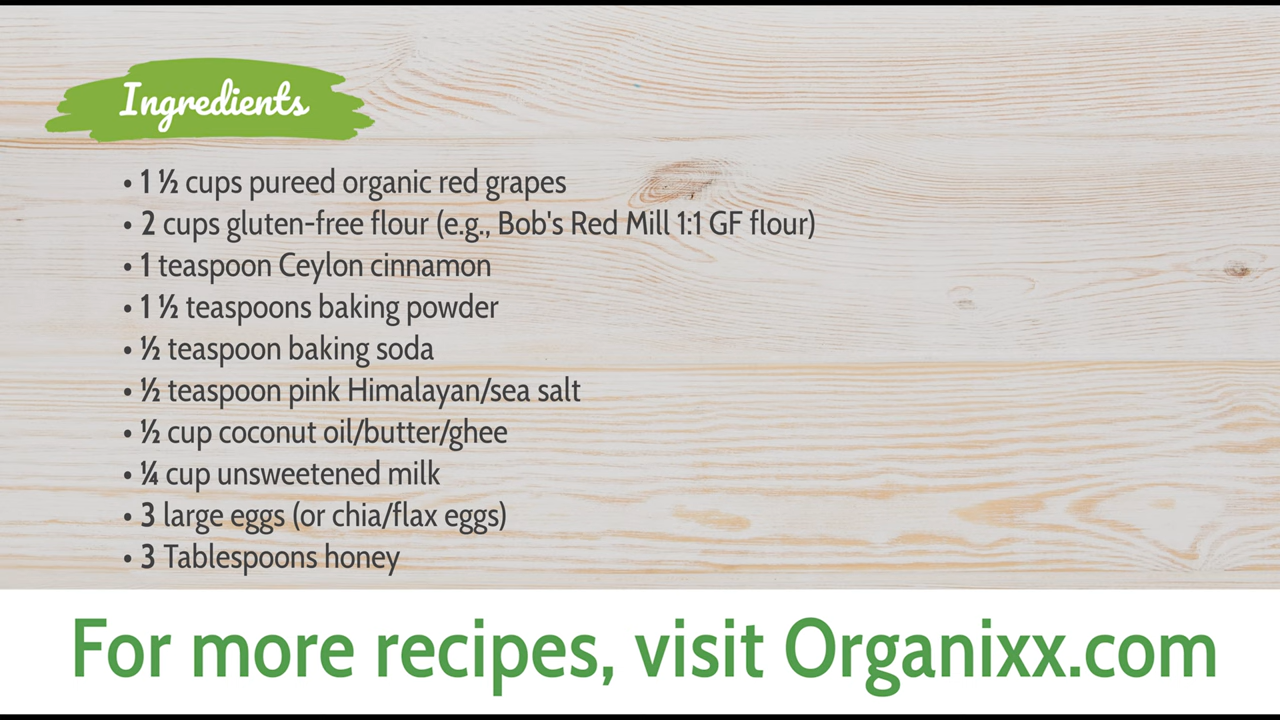 Ingredients
• 1 ½ cups pureed organic red grapes
• 2 cups gluten-free flour (e.g., Bob's Red Mill 1:1 GF flour)
• 1 teaspoon Ceylon cinnamon
• 1 ½ teaspoons baking powder
• ½ teaspoon baking soda
• ½ teaspoon pink Himalayan/sea salt
• ½ cup coconut oil/butter/ghee
• ¼ cup unsweetened milk
• 3 large eggs (or chia/flax eggs)
• 3 Tablespoons honey
For more recipes, visit Organixx.com